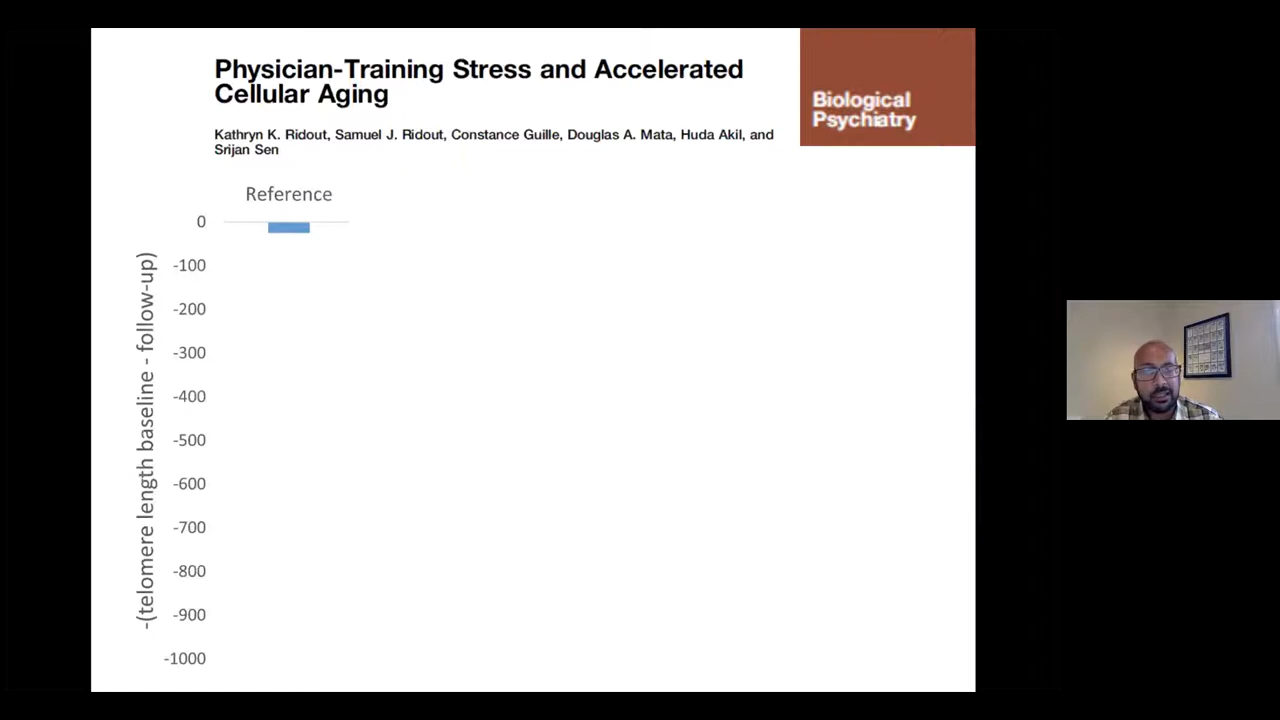 Physician-Training Stress and Accelerated
Cellular Aging
Biological
Psychiatry
Kathryn K. Ridout, Samuel J. Ridout, Constance Guille, Douglas A. Mata, Huda Akil, and
Srijan Sen
Reference
0
-100
-200
-300
-400
-500
-600
-700
-800
-900
-1000
-(telomere length baseline - follow-up)